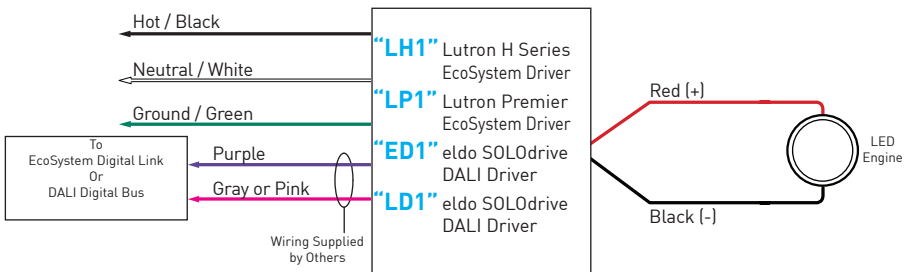 Hot / Black
Neutral / White
Ground / Green
To
EcoSystem Digital Link
Or
DALI Digital Bus
Purple
Gray or Pink
Wiring Supplied
by Others
“LH1” Lutron H Series
EcoSystem Driver
“LP1” Lutron Premier
EcoSystem Driver
“ED1” eldo SOLOdrive
DALI Driver
“LD1” eldo SOLOdrive
DALI Driver
Red (+)
Black (-)
LED
Engine